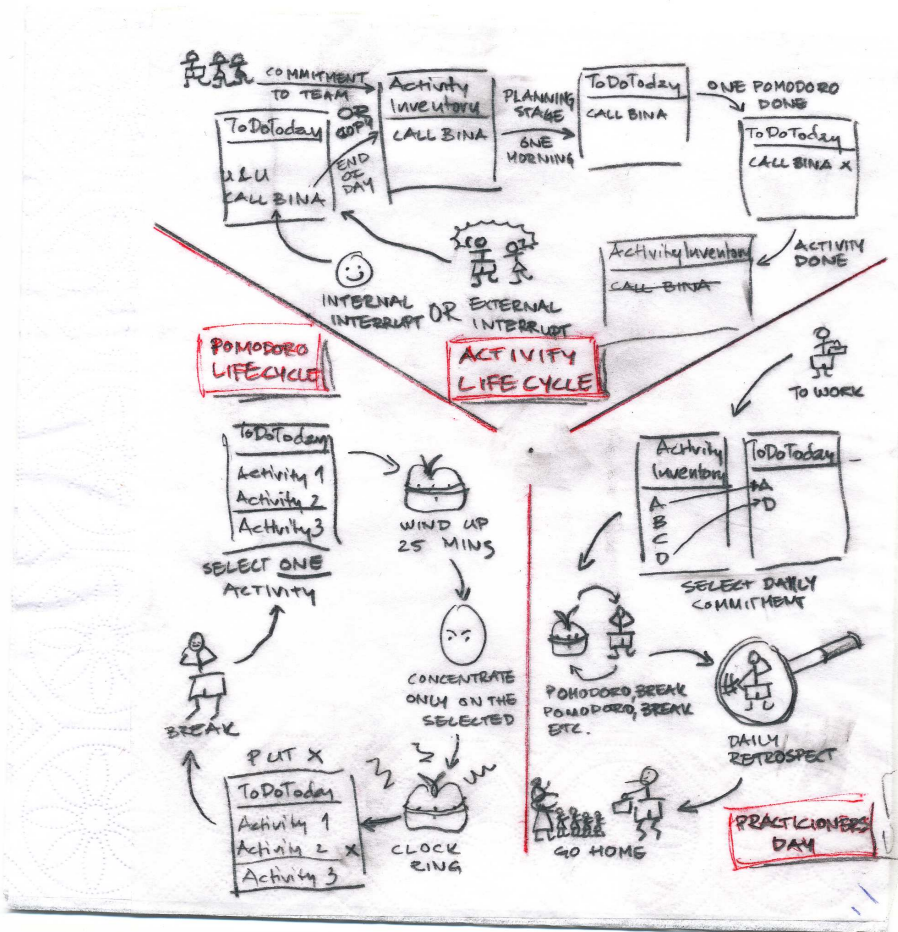 COMMITMENT
TO TEAM
OR
COPY
Activity
Inventory
CALL BINA
PLANNING
STAGE
ONE
MORNING
ToDoToday
CALL BINA
ONE POMODORO
DONE
ToDoToday
CALL BINA X
ACTIVITY
DONE
Activity Inventory
CALL BINA
ToDoToday
U & U
CALL BINA
END
OF
DAY
INTERNAL
INTERRUPT
OR
EXTERNAL
INTERRUPT
ACTIVITY
LIFE CYCLE
POMODORO
LIFECYCLE
ToDoToday
Activity 1
Activity 2
Activity 3
SELECT ONE
ACTIVITY
WIND UP
25 MINS
CONCENTRATE
ONLY ON THE
SELECTED
CLOCK
RING
PUT X
ToDoToday
Activity 1
Activity 2 X
Activity 3
BREAK
TO WORK
Activity
Inventory
A
B
C
D
ToDoToday
A
D
SELECT DAILY
COMMITMENT
POMODORO, BREAK
POMODORO, BREAK
ETC.
DAILY
RETROSPECT
GO HOME
PRACTICIONERS
DAY